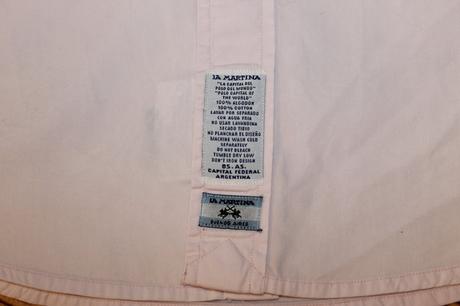 LA MARTINA
"LA CAPITAL DEL
POLO DEL MUNDO"
"POLO CAPITAL OF
THE WORLD"
100% ALGODON
100% COTTON
LAVAR POR SEPARADO
CON AGUA FRIA
NO USAR LAVANDINA
SECADO TIBIO
NO PLANCHAR EL DISEÑO
MACHINE WASH COLD
SEPARATELY
DO NOT BLEACH
TUMBLE DRY LOW
DON'T IRON DESIGN
BS. AS.
CAPITAL FEDERAL
ARGENTINA
LA MARTINA
BUENOS AIRES